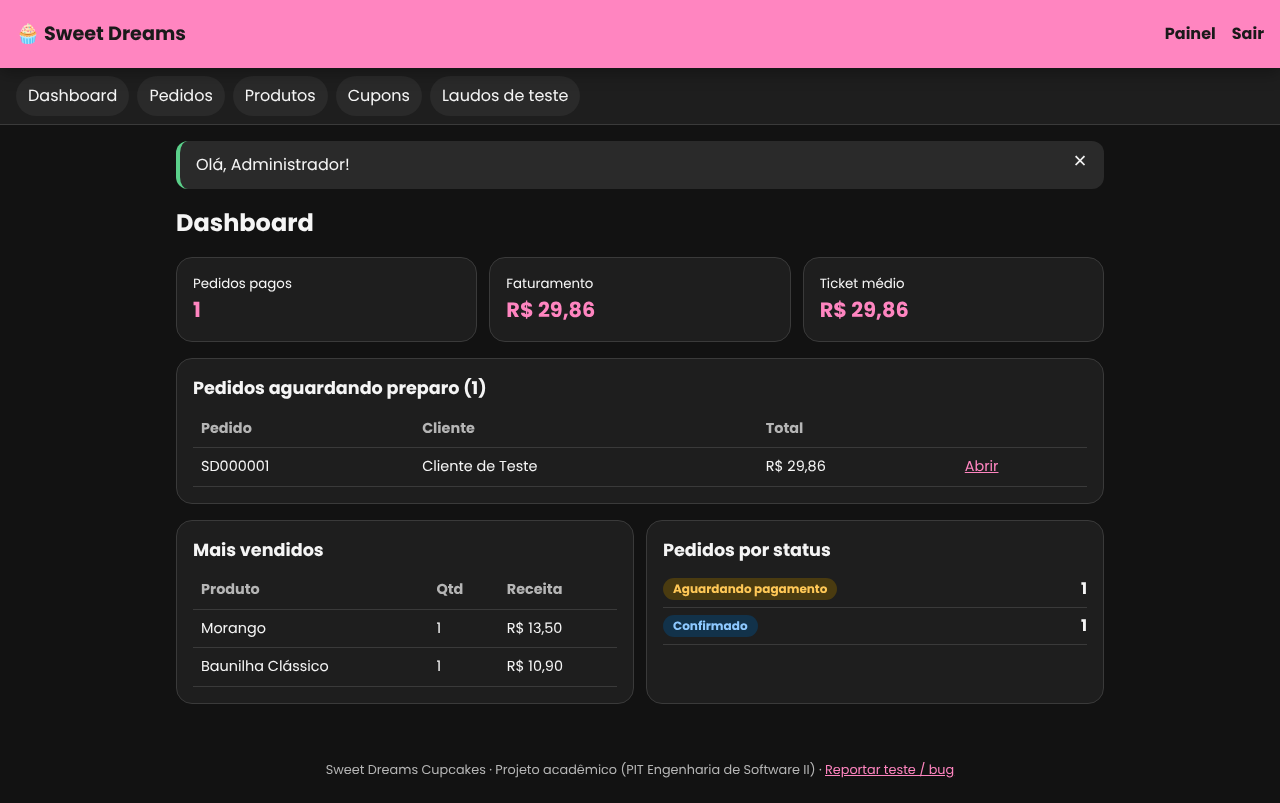 🧁 Sweet Dreams
Painel Sair
Dashboard Pedidos Produtos Cupons Laudos de teste
Olá, Administrador! ✕
Dashboard
Pedidos pagos
1
Faturamento
R$ 29,86
Ticket médio
R$ 29,86
Pedidos aguardando preparo (1)
Pedido Cliente Total
SD000001 Cliente de Teste R$ 29,86 Abrir
Mais vendidos
Produto Qtd Receita
Morango 1 R$ 13,50
Baunilha Clássico 1 R$ 10,90
Pedidos por status
Aguardando pagamento 1
Confirmado 1
Sweet Dreams Cupcakes · Projeto acadêmico (PIT Engenharia de Software II) · Reportar teste / bug